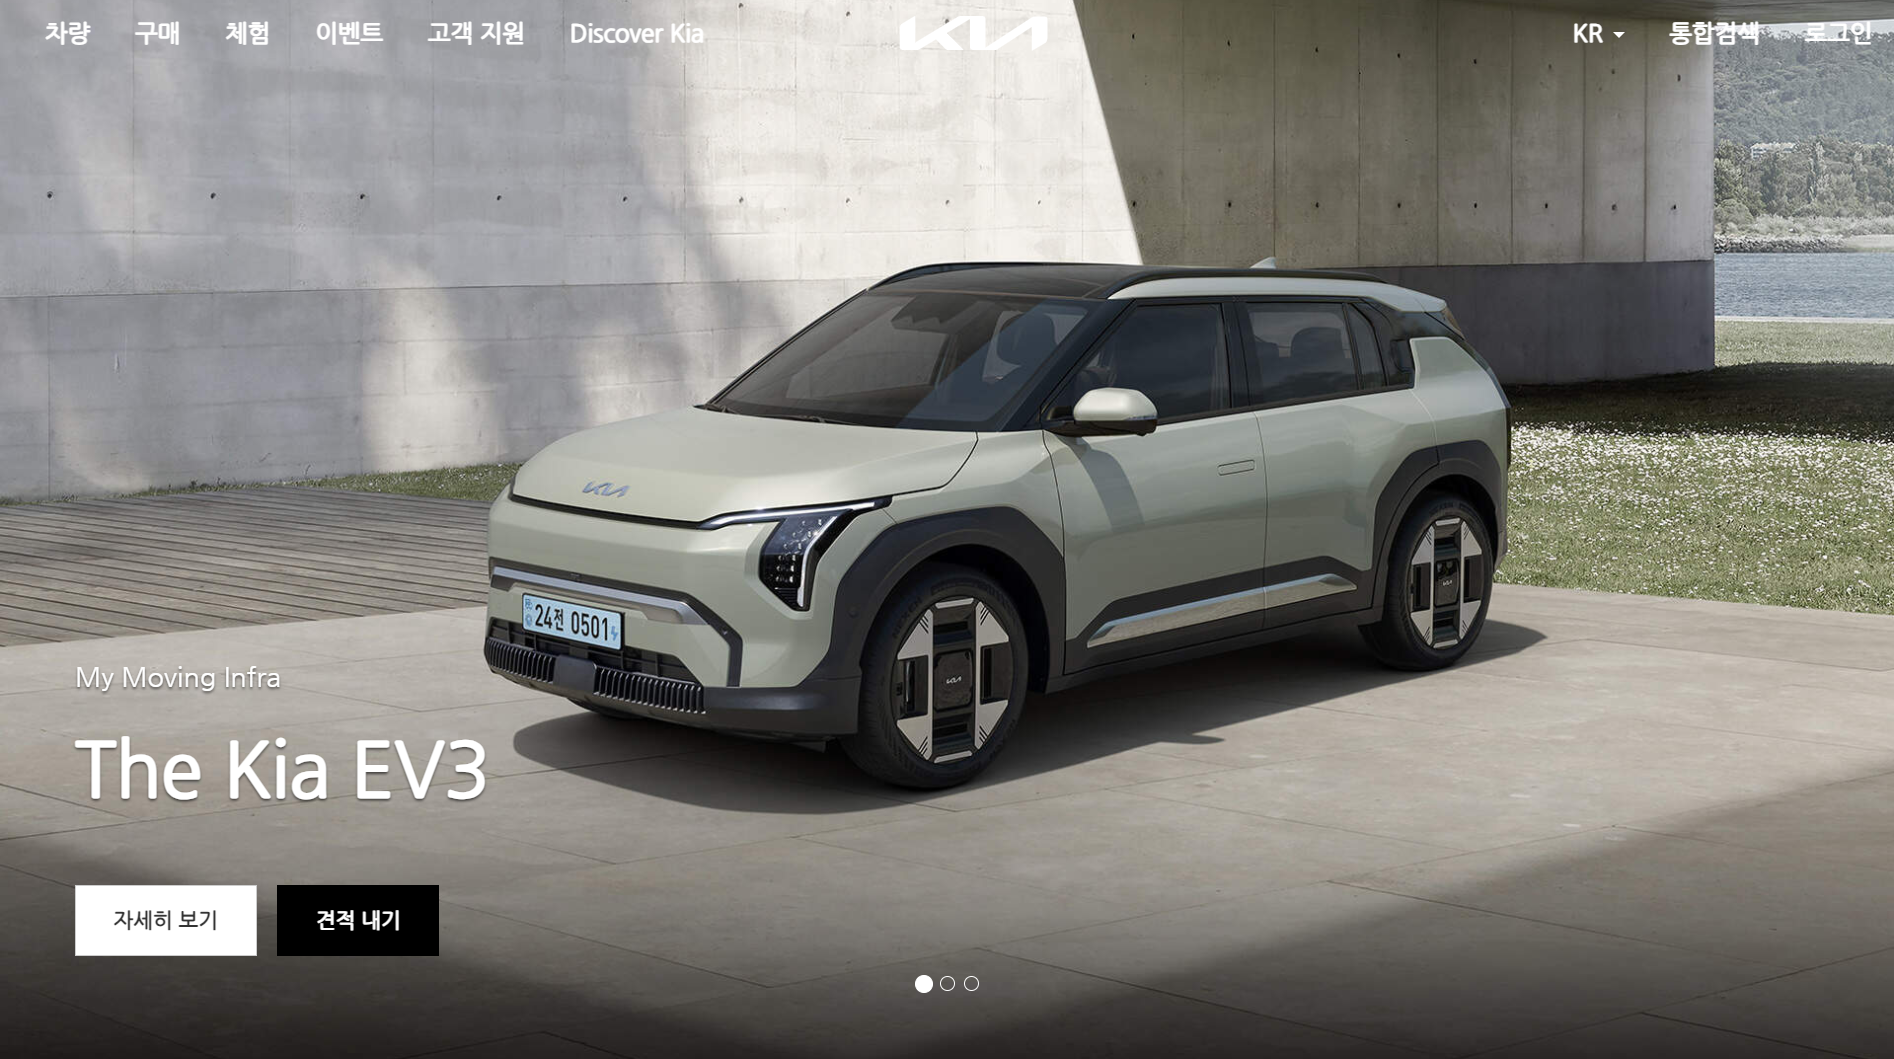 차량 구매 체험 이벤트 고객 지원 Discover Kia KIA KR 통합검색 로그인
KIA
24전 0501
My Moving Infra
The Kia EV3
자세히 보기 견적 내기